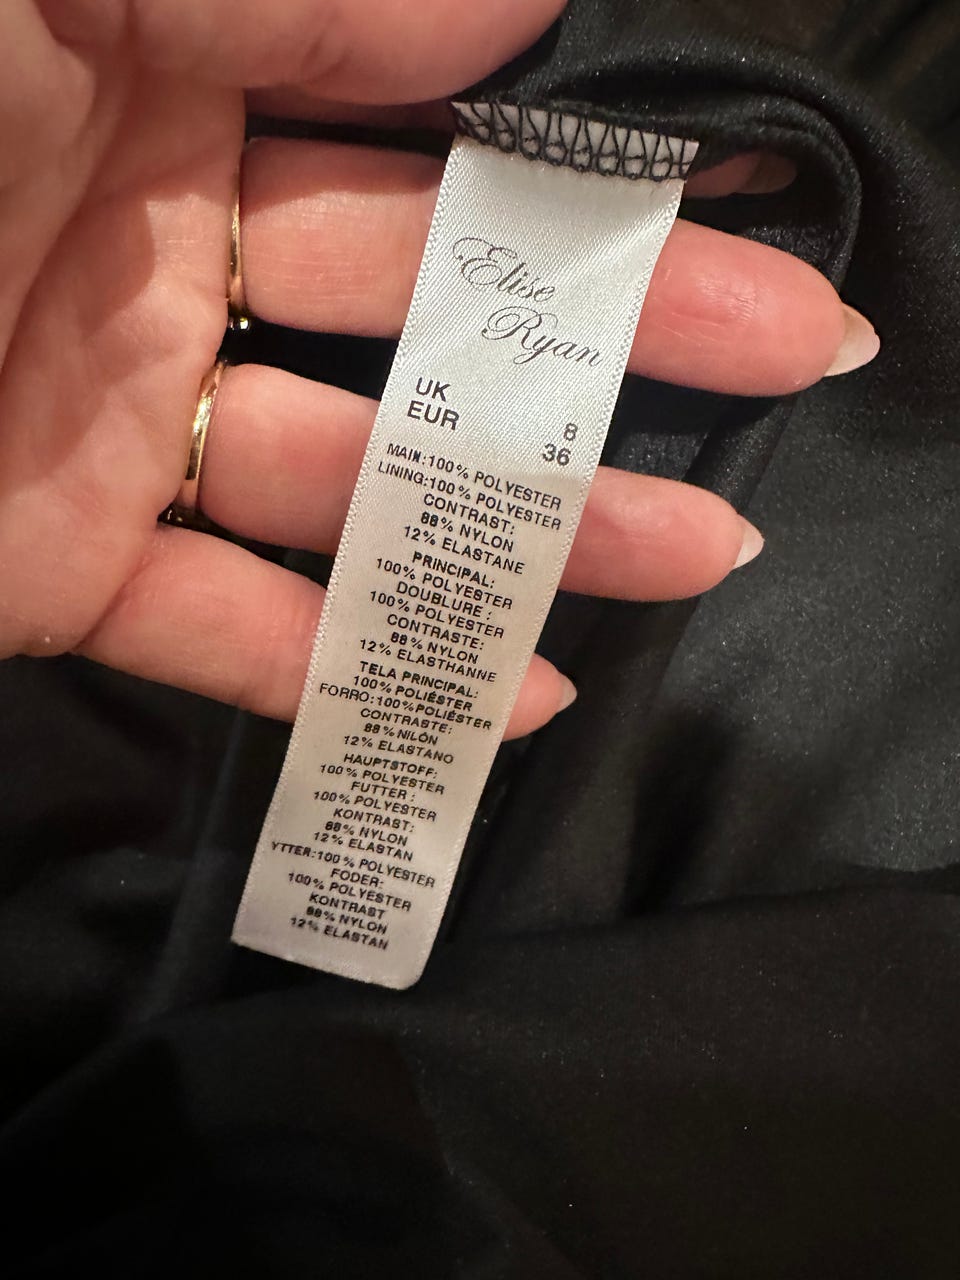 Elise
Ryan
UK 8
EUR 36
MAIN:100% POLYESTER
LINING:100% POLYESTER
CONTRAST:
88% NYLON
12% ELASTANE
PRINCIPAL:
100% POLYESTER
DOUBLURE :
100% POLYESTER
CONTRASTE:
88% NYLON
12% ELASTHANNE
TELA PRINCIPAL:
100% POLIÉSTER
FORRO:100%POLIÉSTER
CONTRASTE:
88%NILÓN
12% ELASTANO
HAUPTSTOFF:
100% POLYESTER
FUTTER :
100% POLYESTER
KONTRAST:
88% NYLON
12% ELASTAN
YTTER:100% POLYESTER
FODER:
100% POLYESTER
KONTRAST
88% NYLON
12% ELASTAN